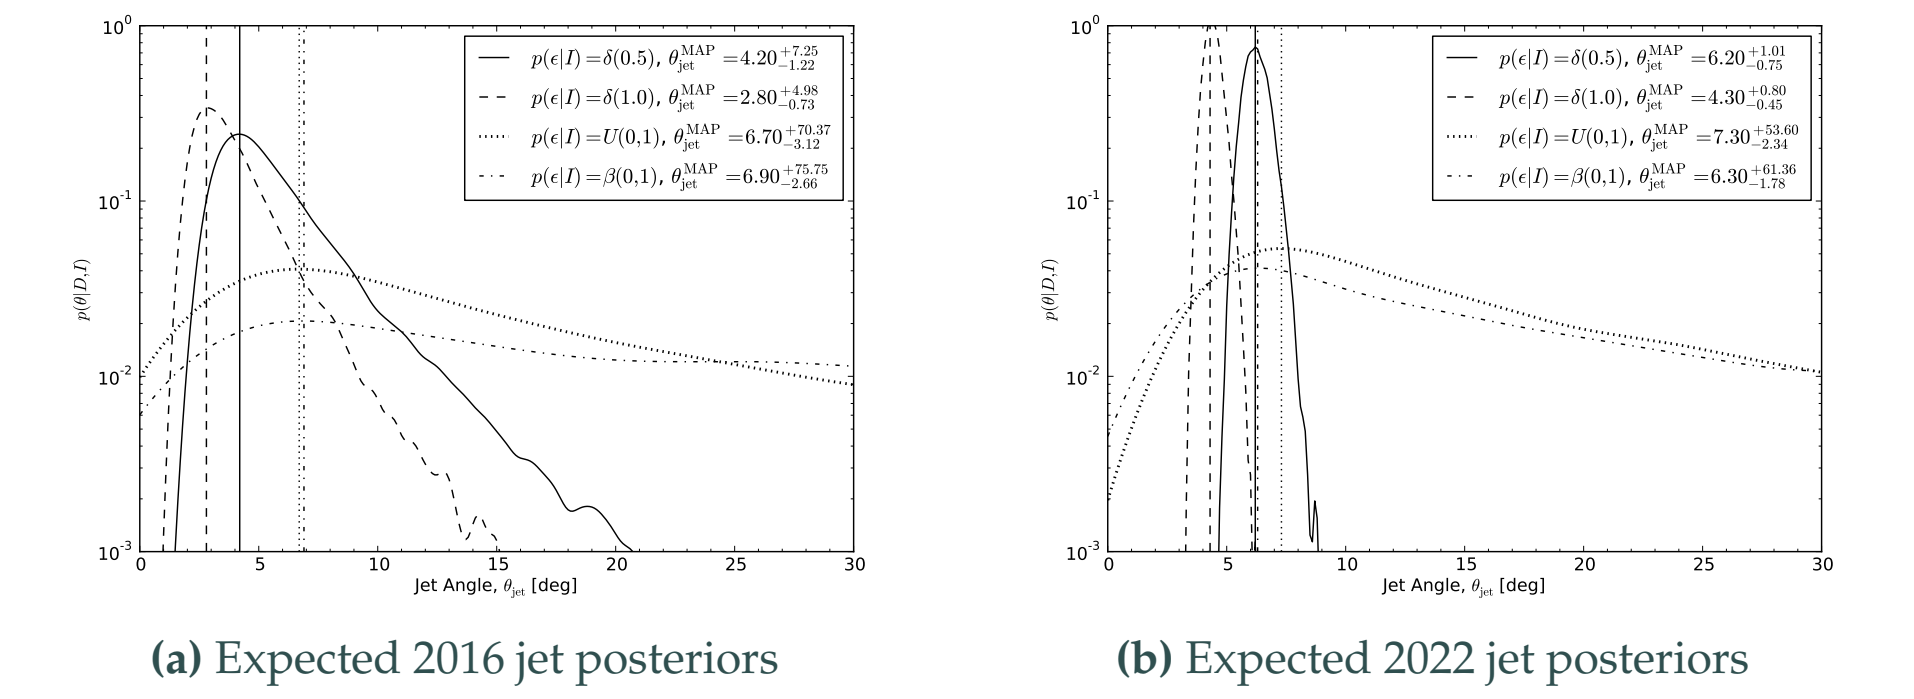 p(θ|D,I)
10⁰
10⁻¹
10⁻²
10⁻³
p(ϵ|I)=δ(0.5), θ_jet^MAP=4.20^{+7.25}_{−1.22}
p(ϵ|I)=δ(1.0), θ_jet^MAP=2.80^{+4.98}_{−0.73}
p(ϵ|I)=U(0,1), θ_jet^MAP=6.70^{+70.37}_{−3.12}
p(ϵ|I)=β(0,1), θ_jet^MAP=6.90^{+75.75}_{−2.66}
0 5 10 15 20 25 30
Jet Angle, θ_jet [deg]
(a) Expected 2016 jet posteriors
p(θ|D,I)
10⁰
10⁻¹
10⁻²
10⁻³
p(ϵ|I)=δ(0.5), θ_jet^MAP=6.20^{+1.01}_{−0.75}
p(ϵ|I)=δ(1.0), θ_jet^MAP=4.30^{+0.80}_{−0.45}
p(ϵ|I)=U(0,1), θ_jet^MAP=7.30^{+53.60}_{−2.34}
p(ϵ|I)=β(0,1), θ_jet^MAP=6.30^{+61.36}_{−1.78}
0 5 10 15 20 25 30
Jet Angle, θ_jet [deg]
(b) Expected 2022 jet posteriors